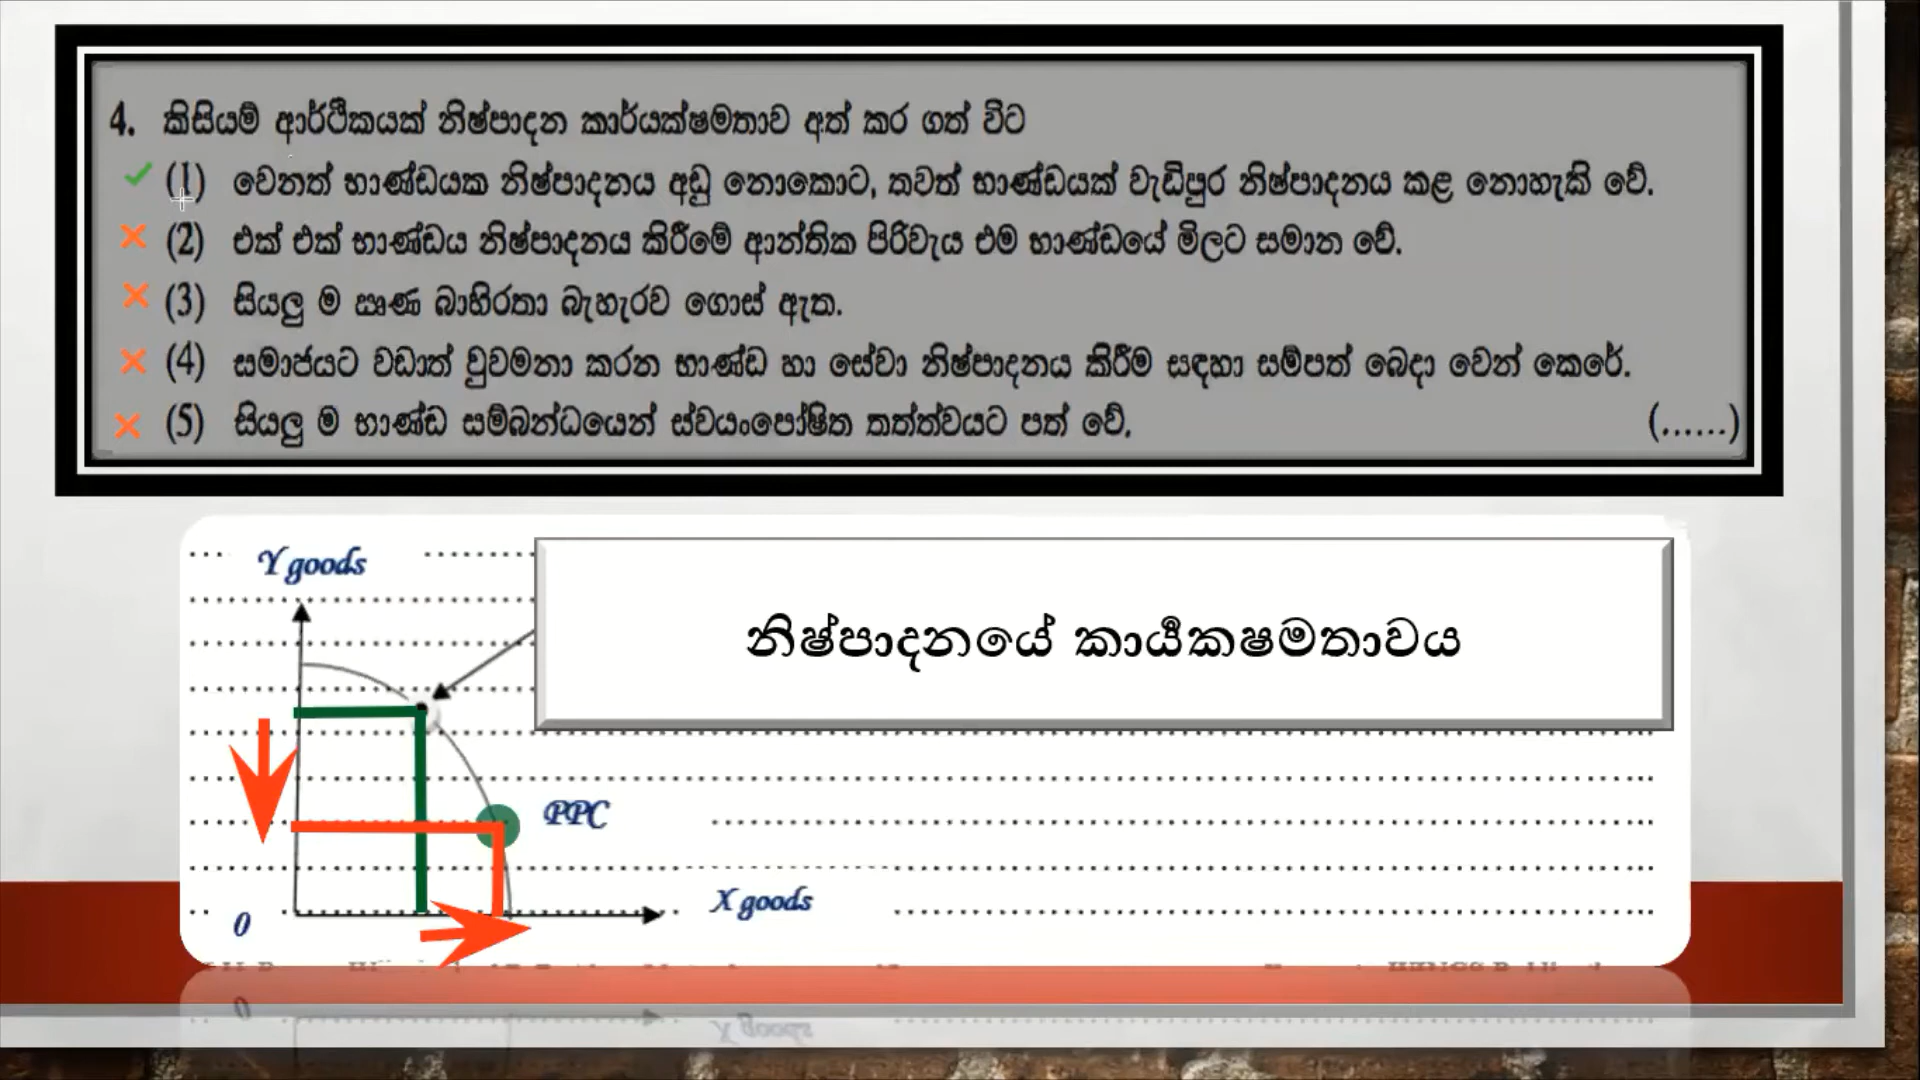 4. කිසියම් ආර්ථිකයක් නිෂ්පාදන කාර්යක්ෂමතාව අත් කර ගත් විට
(1) වෙනත් භාණ්ඩයක නිෂ්පාදනය අඩු නොකොට, තවත් භාණ්ඩයක් වැඩිපුර නිෂ්පාදනය කළ නොහැකි වේ.
(2) එක් එක් භාණ්ඩය නිෂ්පාදනය කිරීමේ ආන්තික පිරිවැය එම භාණ්ඩයේ මිලට සමාන වේ.
(3) සියලු ම ඍණ බාහිරතා බැහැරව ගොස් ඇත.
(4) සමාජයට වඩාත් වුවමනා කරන භාණ්ඩ හා සේවා නිෂ්පාදනය කිරීම සඳහා සම්පත් බෙදා වෙන් කෙරේ.
(5) සියලු ම භාණ්ඩ සම්බන්ධයෙන් ස්වයංපෝෂිත තත්ත්වයට පත් වේ. (......)
Y goods
නිෂ්පාදනයේ කාර්‍යකෂමතාවය
PPC
X goods
0